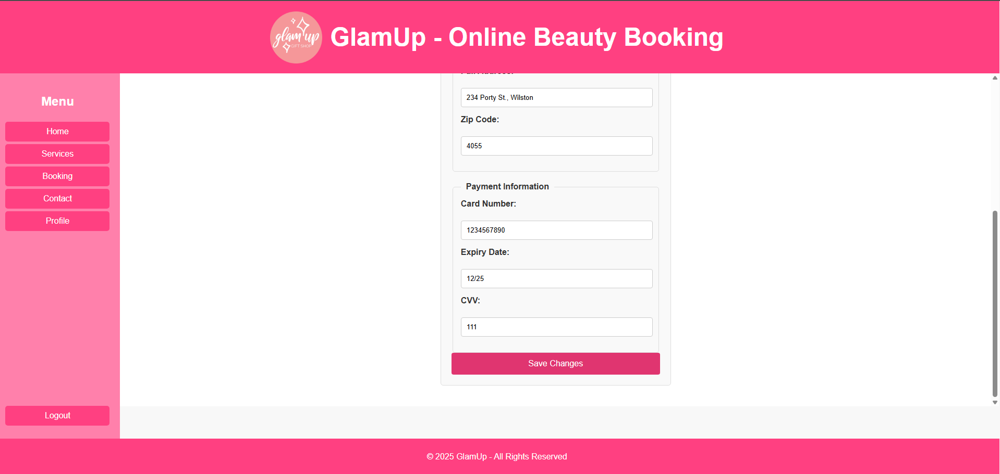 glam up
GIFT SHOP
GlamUp - Online Beauty Booking
Menu
Home
Services
Booking
Contact
Profile
Logout
234 Porty St., Wilston
Zip Code:
4055
Payment Information
Card Number:
1234567890
Expiry Date:
12/25
CVV:
111
Save Changes
© 2025 GlamUp - All Rights Reserved